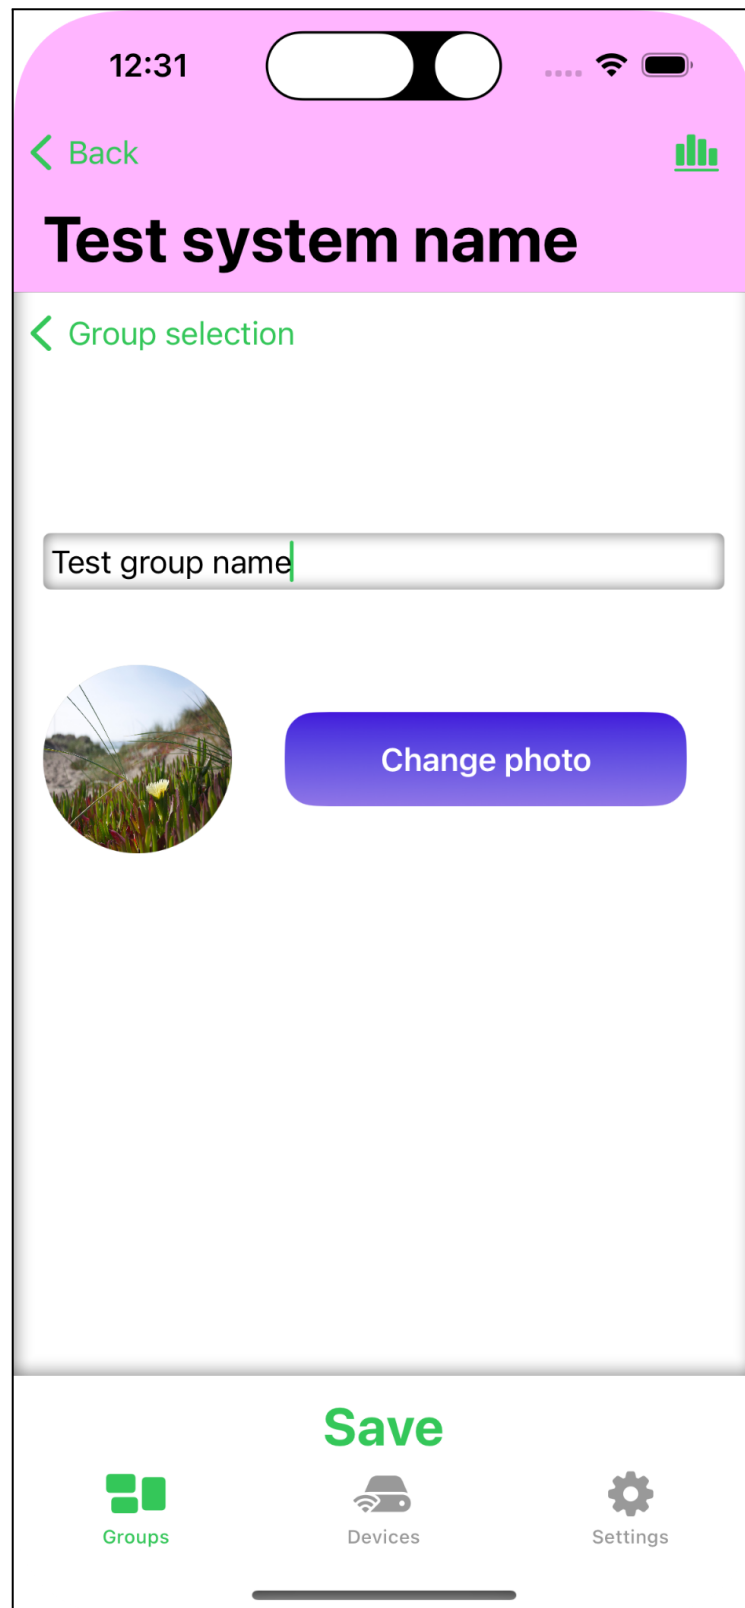 12:31
Back
Test system name
Group selection
Test group name
Change photo
Save
Groups
Devices
Settings